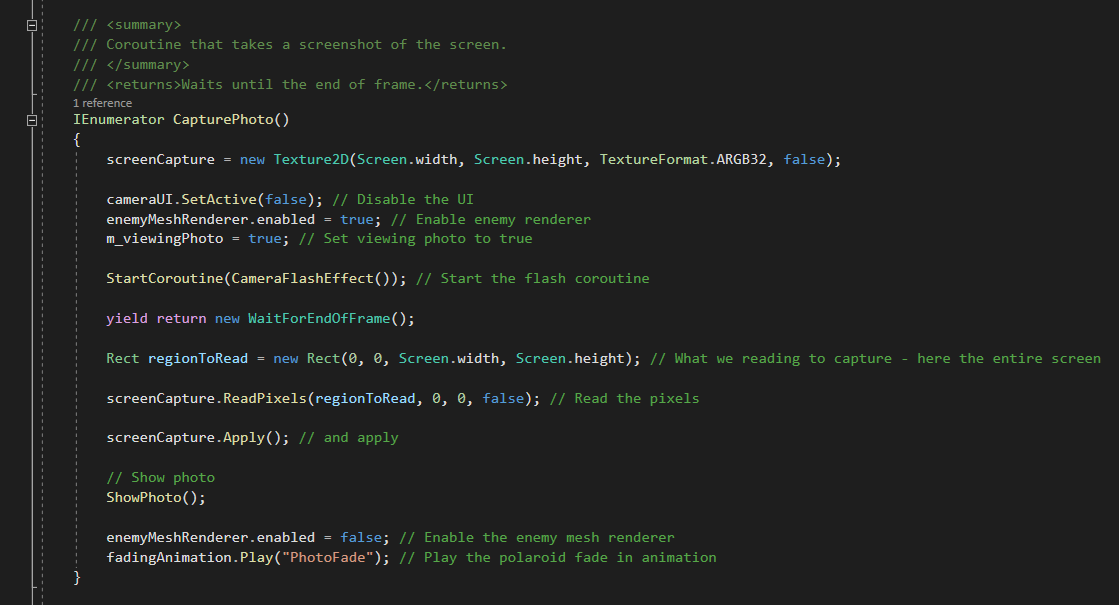 /// <summary>
/// Coroutine that takes a screenshot of the screen.
/// </summary>
/// <returns>Waits until the end of frame.</returns>
1 reference
IEnumerator CapturePhoto()
{
screenCapture = new Texture2D(Screen.width, Screen.height, TextureFormat.ARGB32, false);
cameraUI.SetActive(false); // Disable the UI
enemyMeshRenderer.enabled = true; // Enable enemy renderer
m_viewingPhoto = true; // Set viewing photo to true
StartCoroutine(CameraFlashEffect()); // Start the flash coroutine
yield return new WaitForEndOfFrame();
Rect regionToRead = new Rect(0, 0, Screen.width, Screen.height); // What we reading to capture - here the entire screen
screenCapture.ReadPixels(regionToRead, 0, 0, false); // Read the pixels
screenCapture.Apply(); // and apply
// Show photo
ShowPhoto();
enemyMeshRenderer.enabled = false; // Enable the enemy mesh renderer
fadingAnimation.Play("PhotoFade"); // Play the polaroid fade in animation
}